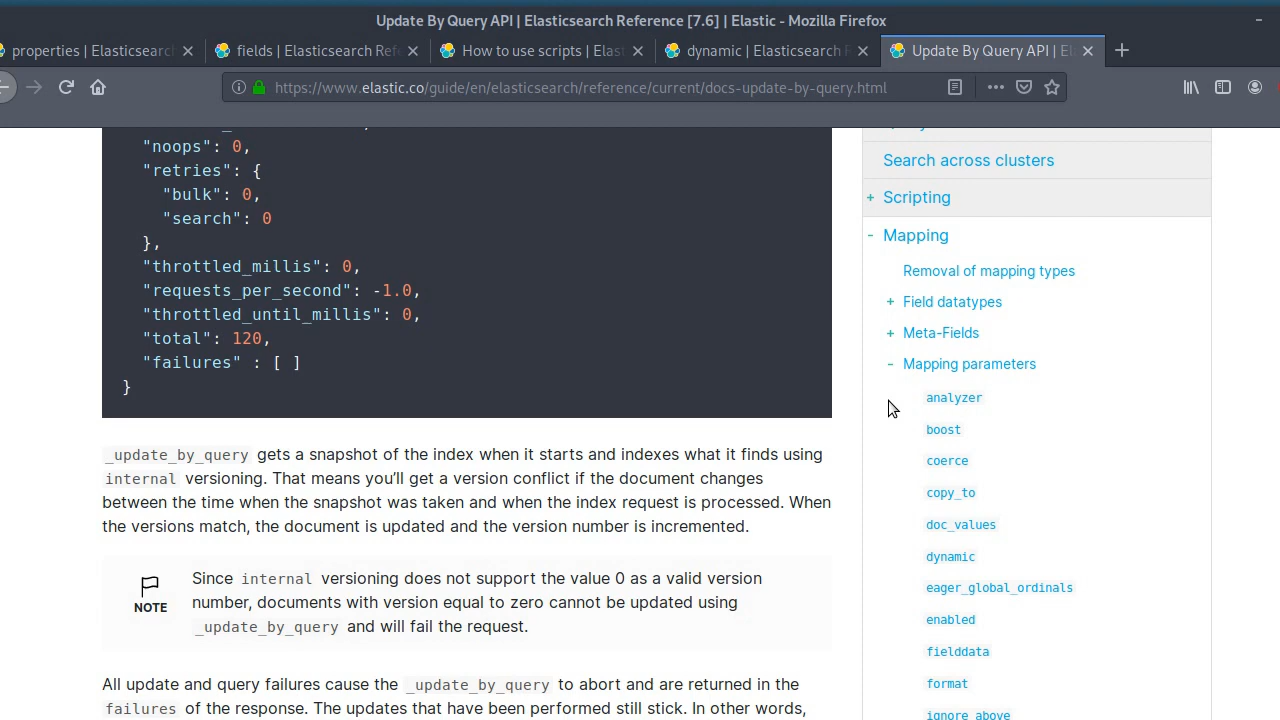 Update By Query API | Elasticsearch Reference [7.6] | Elastic - Mozilla Firefox
properties | Elasticsearch
fields | Elasticsearch Refe
How to use scripts | Elast
dynamic | Elasticsearch R
Update By Query API | El
https://www.elastic.co/guide/en/elasticsearch/reference/current/docs-update-by-query.html
"noops": 0,
"retries": {
"bulk": 0,
"search": 0
},
"throttled_millis": 0,
"requests_per_second": -1.0,
"throttled_until_millis": 0,
"total": 120,
"failures" : [ ]
}
_update_by_query gets a snapshot of the index when it starts and indexes what it finds using
internal versioning. That means you’ll get a version conflict if the document changes
between the time when the snapshot was taken and when the index request is processed. When
the versions match, the document is updated and the version number is incremented.
NOTE
Since internal versioning does not support the value 0 as a valid version
number, documents with version equal to zero cannot be updated using
_update_by_query and will fail the request.
All update and query failures cause the _update_by_query to abort and are returned in the
failures of the response. The updates that have been performed still stick. In other words,
Search across clusters
+ Scripting
- Mapping
Removal of mapping types
+ Field datatypes
+ Meta-Fields
- Mapping parameters
analyzer
boost
coerce
copy_to
doc_values
dynamic
eager_global_ordinals
enabled
fielddata
format
ignore_above